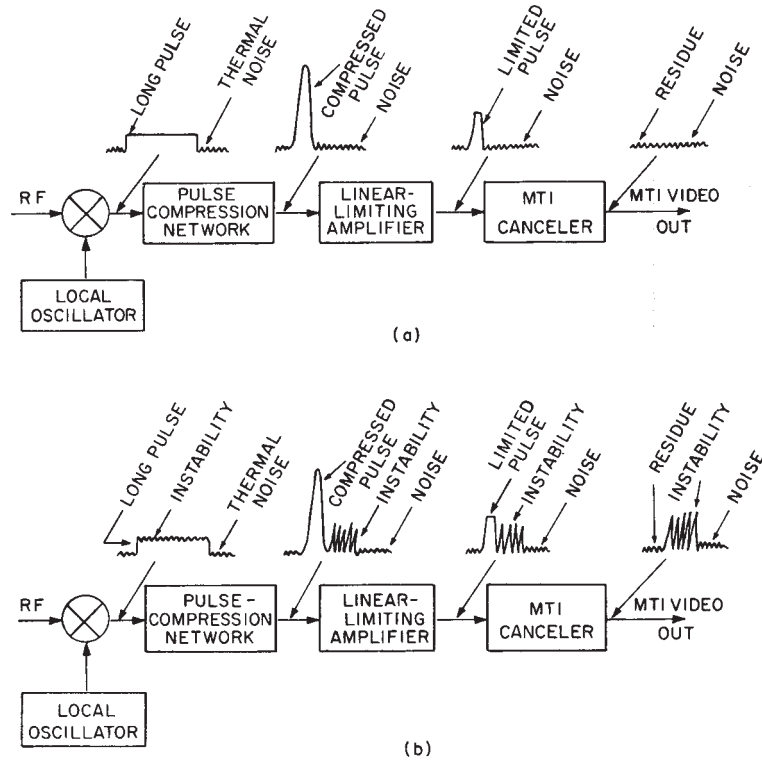 LONG PULSE
THERMAL
NOISE
COMPRESSED
PULSE
NOISE
LIMITED
PULSE
NOISE
RESIDUE
NOISE
RF
PULSE
COMPRESSION
NETWORK
LINEAR-
LIMITING
AMPLIFIER
MTI
CANCELER
MTI VIDEO
OUT
LOCAL
OSCILLATOR
(a)
LONG PULSE
INSTABILITY
THERMAL
NOISE
COMPRESSED
PULSE
INSTABILITY
NOISE
LIMITED
PULSE
INSTABILITY
NOISE
RESIDUE
INSTABILITY
NOISE
RF
PULSE-
COMPRESSION
NETWORK
LINEAR-
LIMITING
AMPLIFIER
MTI
CANCELER
MTI VIDEO
OUT
LOCAL
OSCILLATOR
(b)